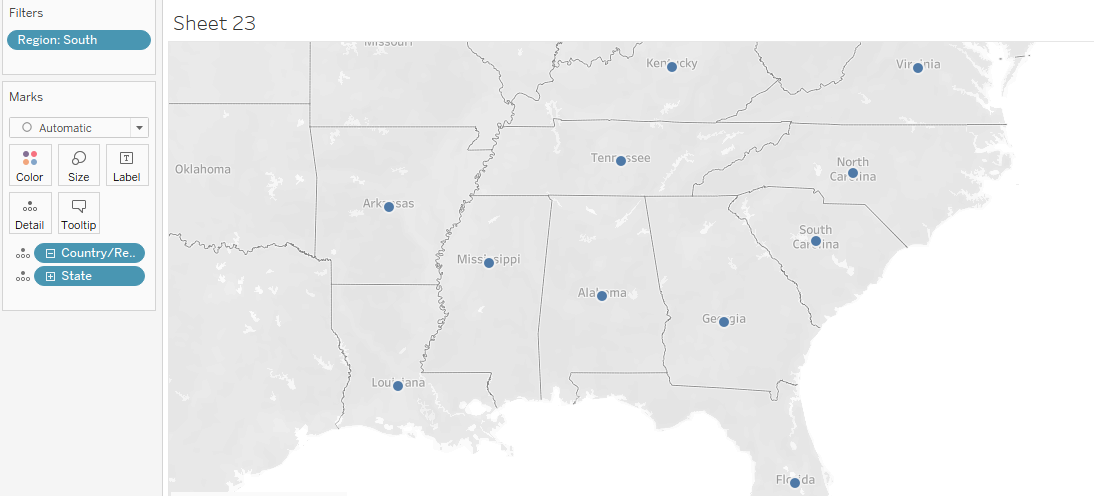 Filters
Region: South
Marks
Automatic
Color
Size
Label
Detail
Tooltip
Country/Re..
State
Sheet 23
Missouri
Kentucky
Virginia
Oklahoma
Tennessee
North
Carolina
Arkansas
South
Carolina
Mississippi
Alabama
Georgia
Louisiana
Florida